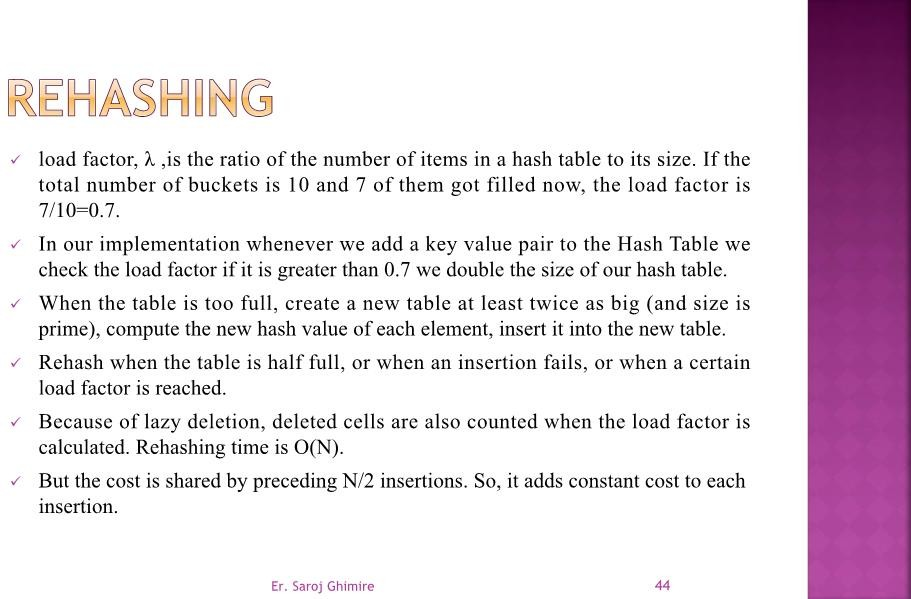 REHASHING
✓ load factor, λ ,is the ratio of the number of items in a hash table to its size. If the
total number of buckets is 10 and 7 of them got filled now, the load factor is
7/10=0.7.
✓ In our implementation whenever we add a key value pair to the Hash Table we
check the load factor if it is greater than 0.7 we double the size of our hash table.
✓ When the table is too full, create a new table at least twice as big (and size is
prime), compute the new hash value of each element, insert it into the new table.
✓ Rehash when the table is half full, or when an insertion fails, or when a certain
load factor is reached.
✓ Because of lazy deletion, deleted cells are also counted when the load factor is
calculated. Rehashing time is O(N).
✓ But the cost is shared by preceding N/2 insertions. So, it adds constant cost to each
insertion.
Er. Saroj Ghimire 44